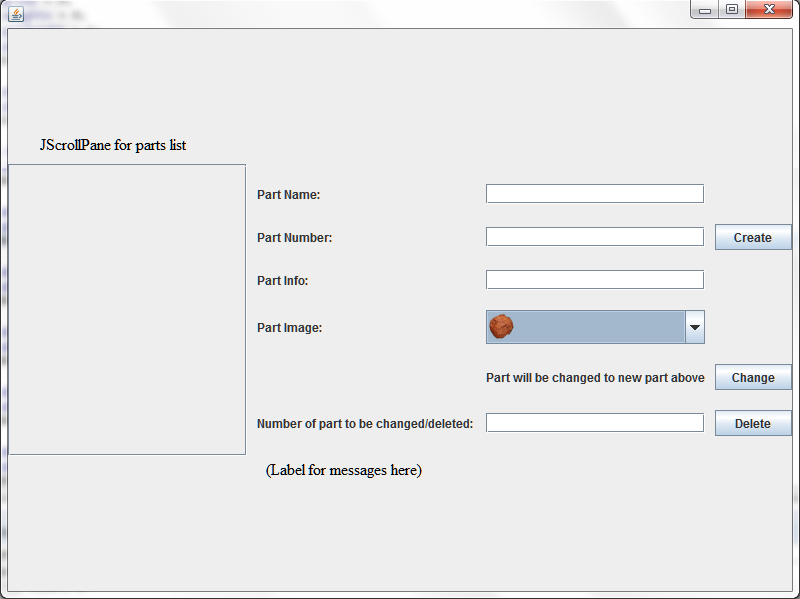 JScrollPane for parts list
Part Name:
Part Number:
Create
Part Info:
Part Image:
Part will be changed to new part above
Change
Number of part to be changed/deleted:
Delete
(Label for messages here)